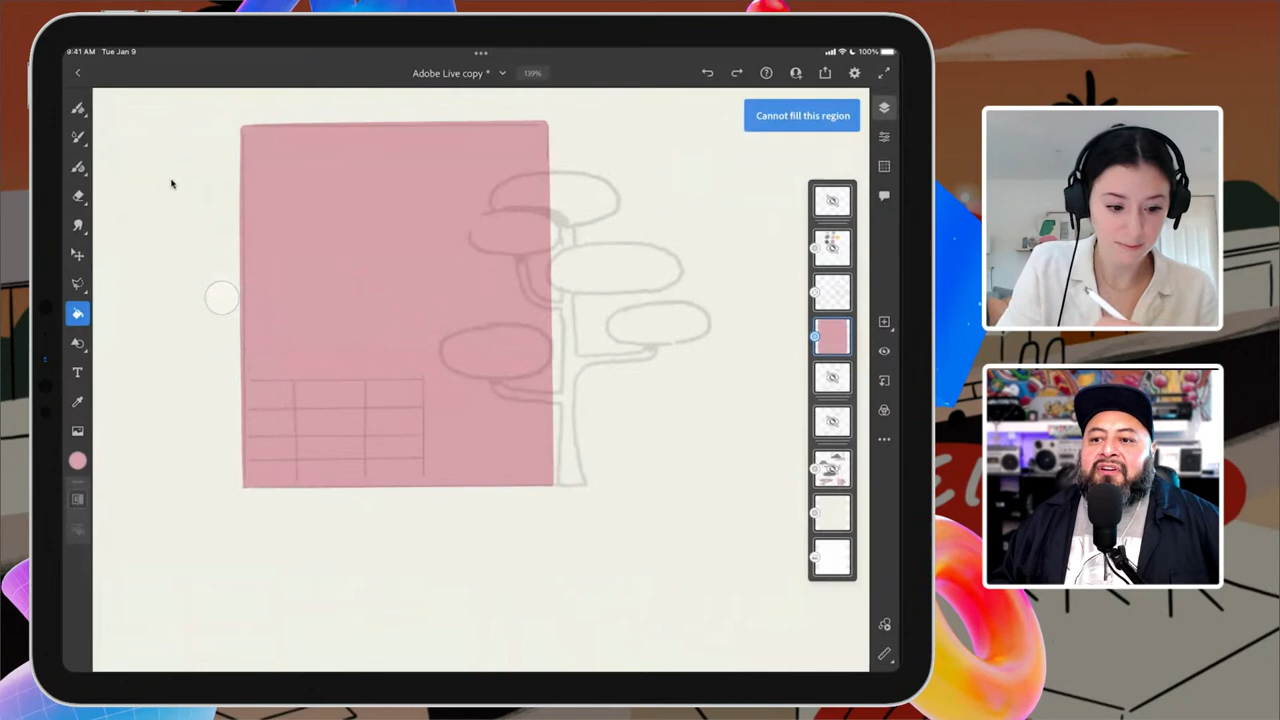 9:41 AM Tue Jan 9
100%
Adobe Live copy *
139%
Cannot fill this region
T